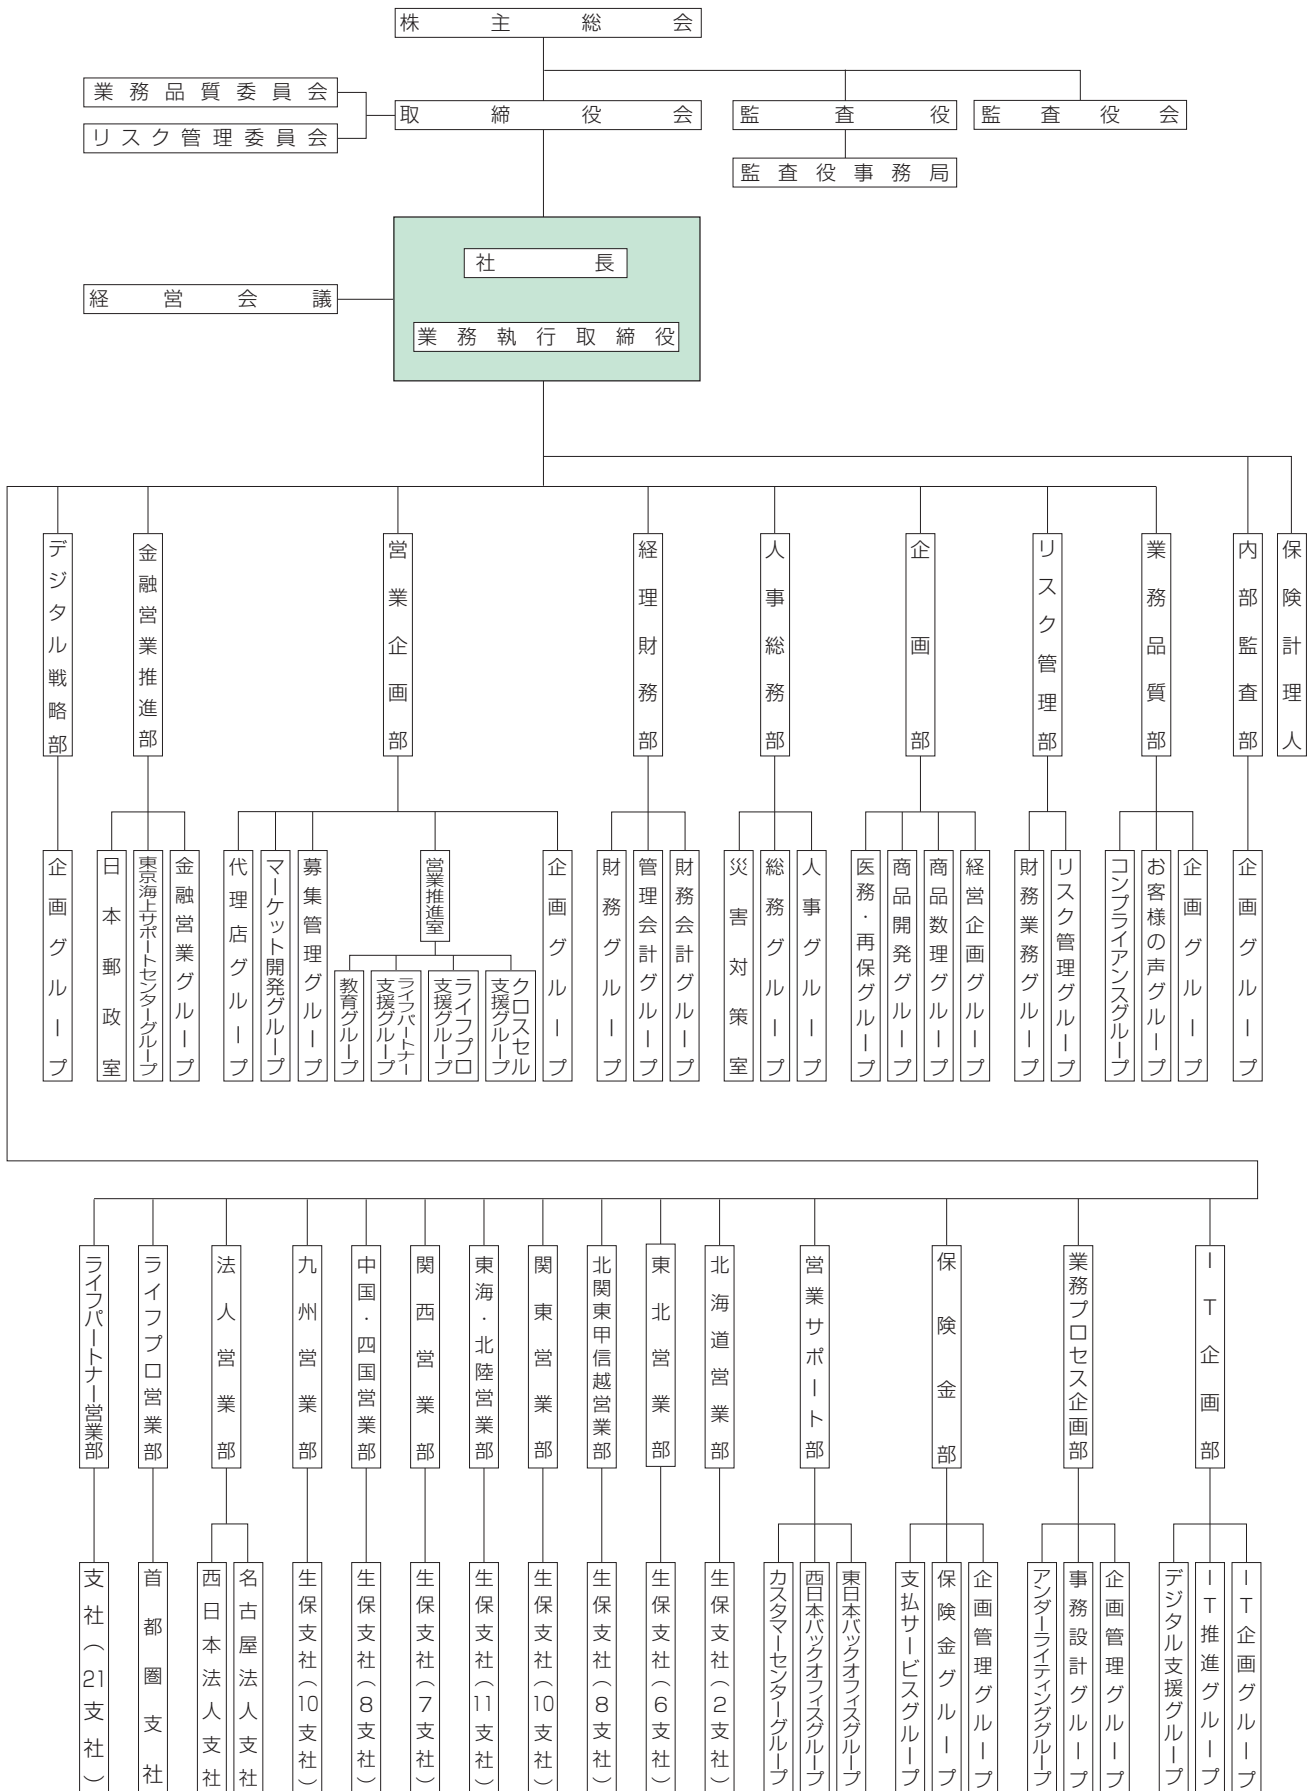 株主総会
業務品質委員会
リスク管理委員会
取締役会
監査役
監査役会
監査役事務局
社長
経営会議
業務執行取締役
デジタル戦略部
金融営業推進部
営業企画部
経理財務部
人事総務部
企画部
リスク管理部
業務品質部
内部監査部
保険計理人
企画グループ
日本郵政室
東京海上サポートセンターグループ
金融営業グループ
代理店グループ
マーケット開発グループ
募集管理グループ
営業推進室
教育グループ
ライフパートナー
支援グループ
ライフプロ
支援グループ
クロスセル
支援グループ
企画グループ
財務グループ
管理会計グループ
財務会計グループ
災害対策室
総務グループ
人事グループ
医務・再保グループ
商品開発グループ
商品数理グループ
経営企画グループ
財務業務グループ
リスク管理グループ
コンプライアンスグループ
お客様の声グループ
企画グループ
企画グループ
ライフパートナー営業部
ライフプロ営業部
法人営業部
九州営業部
中国・四国営業部
関西営業部
東海・北陸営業部
関東営業部
北関東甲信越営業部
東北営業部
北海道営業部
営業サポート部
保険金部
業務プロセス企画部
IT企画部
支社（21支社）
首都圏支社
西日本法人支社
名古屋法人支社
生保支社（10支社）
生保支社（8支社）
生保支社（7支社）
生保支社（11支社）
生保支社（10支社）
生保支社（8支社）
生保支社（6支社）
生保支社（2支社）
カスタマーセンターグループ
西日本バックオフィスグループ
東日本バックオフィスグループ
支払サービスグループ
保険金グループ
企画管理グループ
アンダーライティンググループ
事務設計グループ
企画管理グループ
デジタル支援グループ
IT推進グループ
IT企画グループ